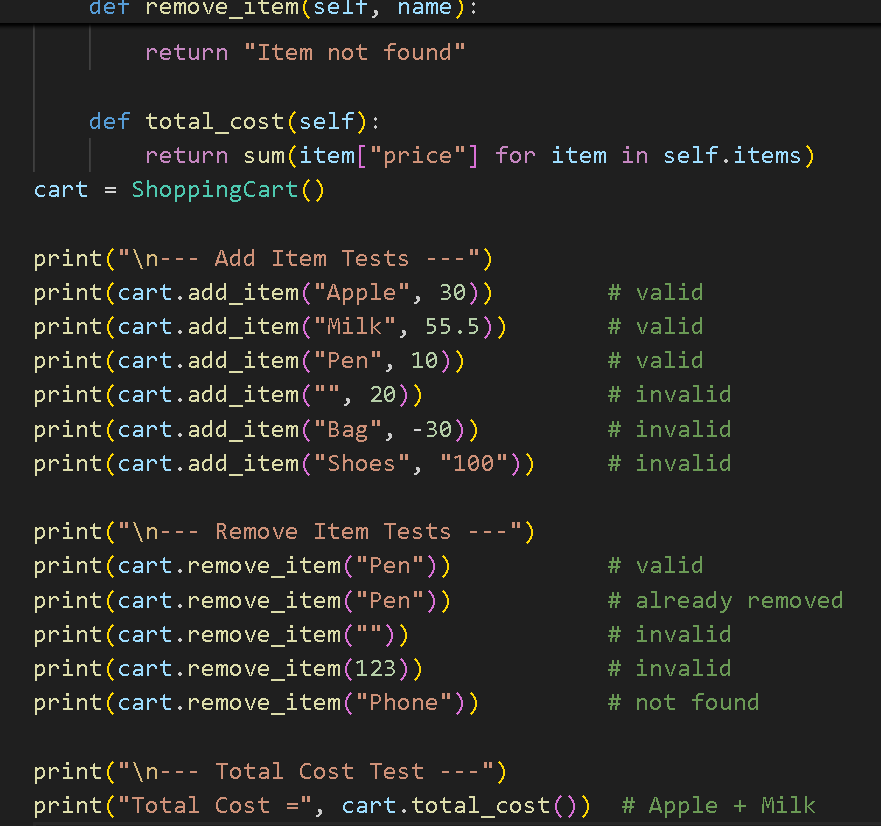 def remove_item(self, name):
return "Item not found"
def total_cost(self):
return sum(item["price"] for item in self.items)
cart = ShoppingCart()
print("\n--- Add Item Tests ---")
print(cart.add_item("Apple", 30))        # valid
print(cart.add_item("Milk", 55.5))       # valid
print(cart.add_item("Pen", 10))          # valid
print(cart.add_item("", 20))             # invalid
print(cart.add_item("Bag", -30))         # invalid
print(cart.add_item("Shoes", "100"))     # invalid
print("\n--- Remove Item Tests ---")
print(cart.remove_item("Pen"))           # valid
print(cart.remove_item("Pen"))           # already removed
print(cart.remove_item(""))              # invalid
print(cart.remove_item(123))             # invalid
print(cart.remove_item("Phone"))         # not found
print("\n--- Total Cost Test ---")
print("Total Cost =", cart.total_cost())  # Apple + Milk